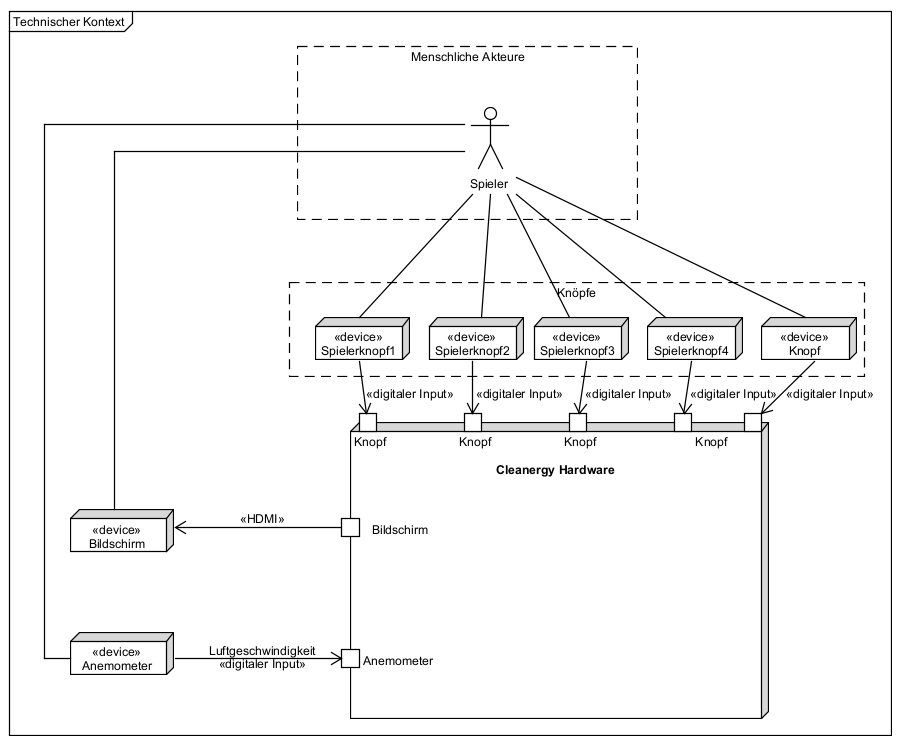 Technischer Kontext
Menschliche Akteure
Spieler
Knöpfe
«device»
Spielerknopf1
«device»
Spielerknopf2
«device»
Spielerknopf3
«device»
Spielerknopf4
«device»
Knopf
«digitaler Input»
«digitaler Input»
«digitaler Input»
«digitaler Input»
«digitaler Input»
Knopf
Knopf
Knopf
Knopf
Cleanergy Hardware
«HDMI»
Bildschirm
«device»
Bildschirm
Luftgeschwindigkeit
«digitaler Input»
Anemometer
«device»
Anemometer